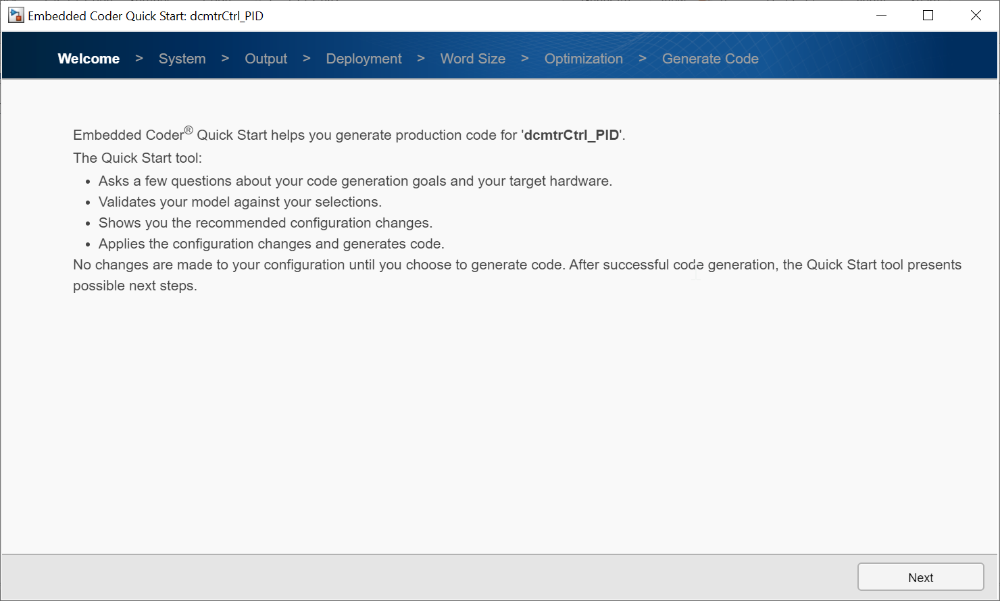 Embedded Coder Quick Start: dcmtrCtrl_PID
Welcome > System > Output > Deployment > Word Size > Optimization > Generate Code
Embedded Coder® Quick Start helps you generate production code for 'dcmtrCtrl_PID'.
The Quick Start tool:
• Asks a few questions about your code generation goals and your target hardware.
• Validates your model against your selections.
• Shows you the recommended configuration changes.
• Applies the configuration changes and generates code.
No changes are made to your configuration until you choose to generate code. After successful code generation, the Quick Start tool presents
possible next steps.
Next